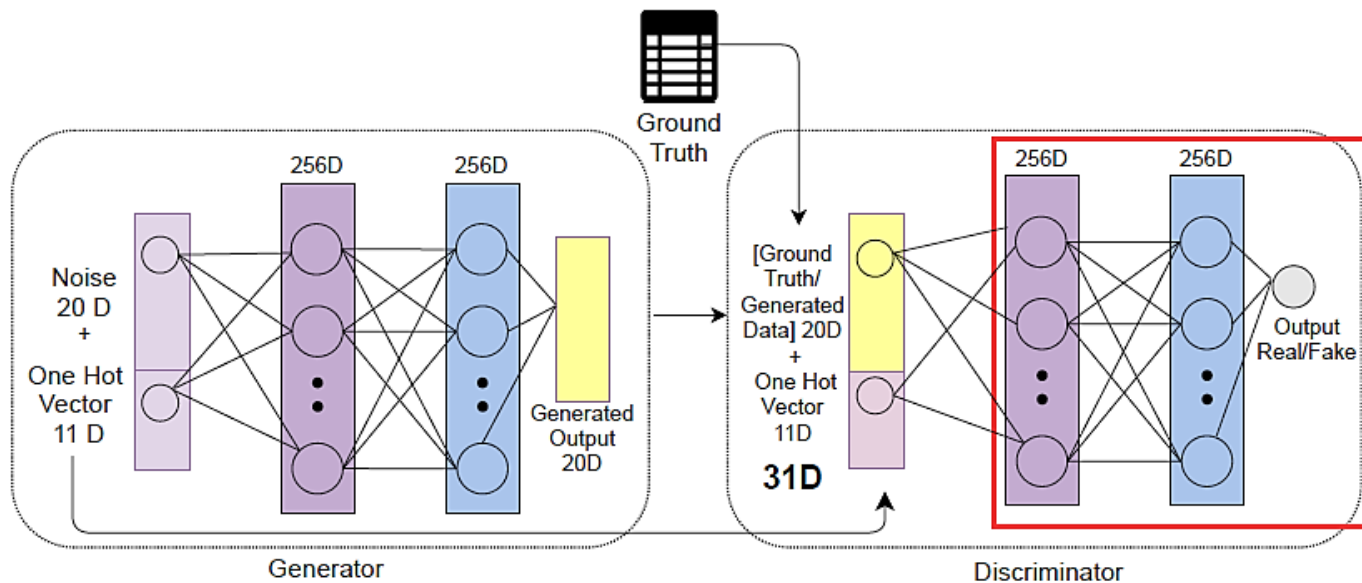 Ground
Truth
256D
256D
Noise
20 D
+
One Hot
Vector
11 D
Generated
Output
20D
Generator
256D
256D
[Ground
Truth/
Generated
Data] 20D
+
One Hot
Vector
11D
31D
Output
Real/Fake
Discriminator